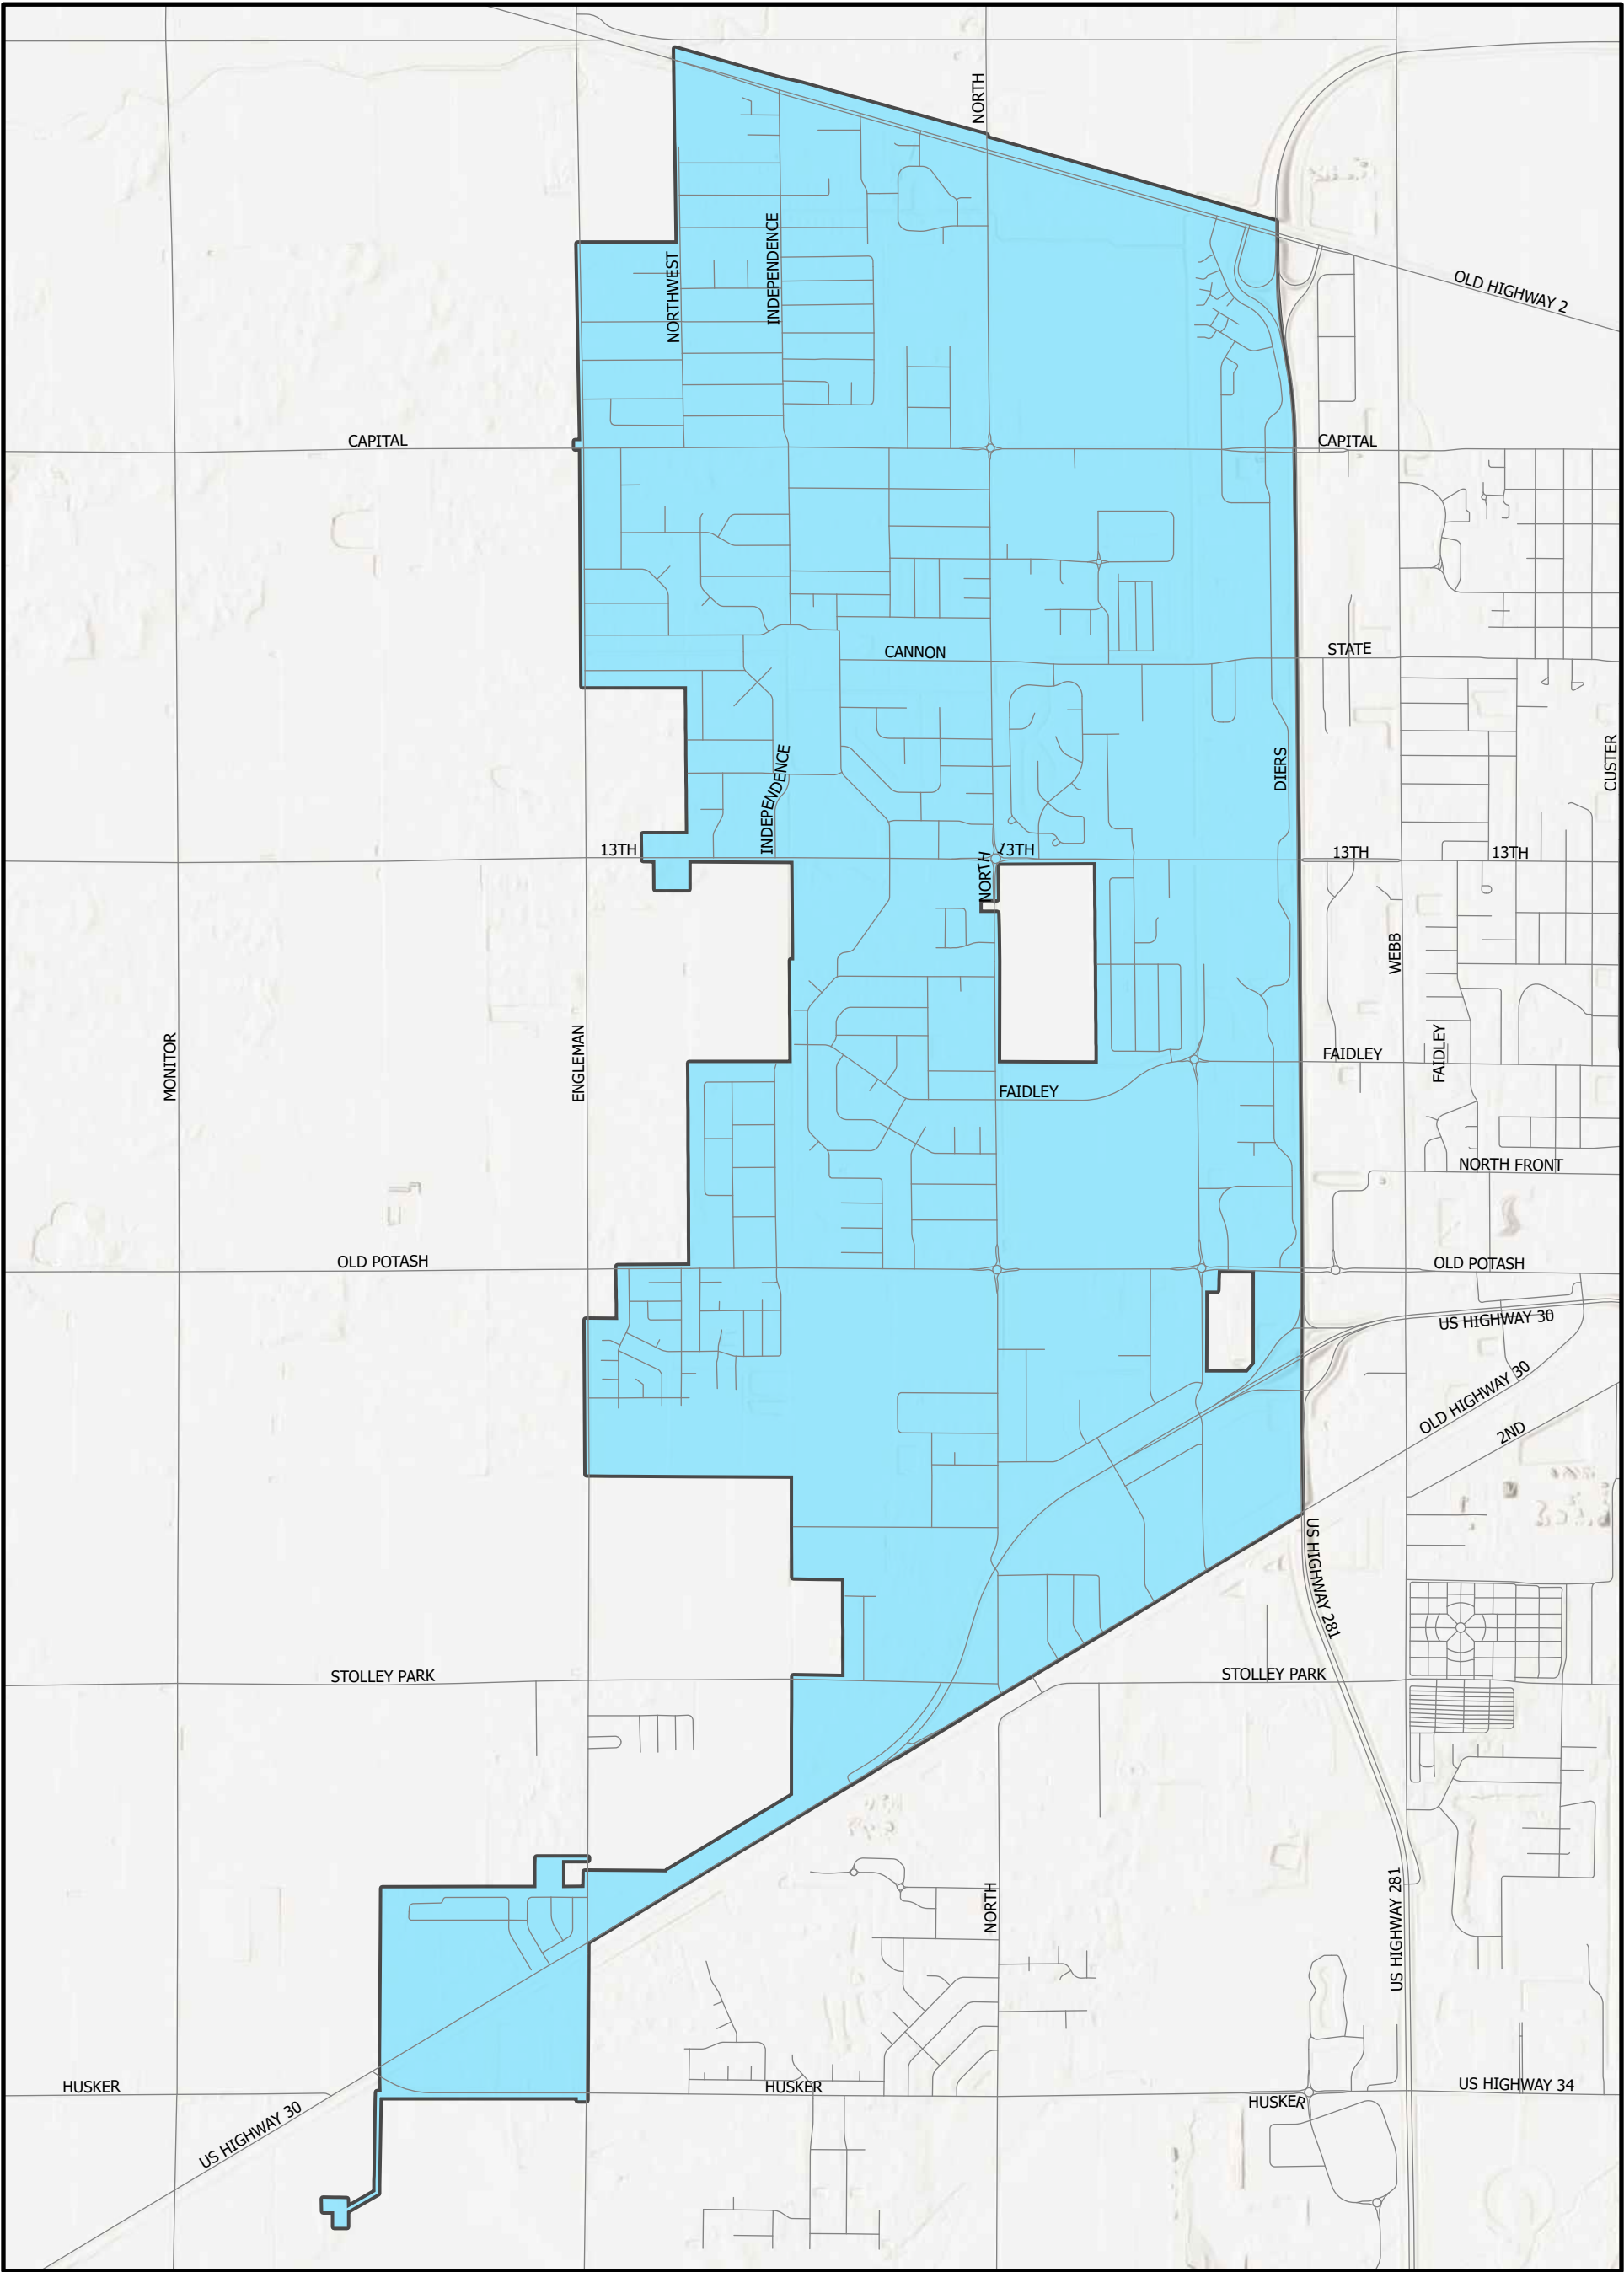 NORTH
INDEPENDENCE
NORTHWEST
OLD HIGHWAY 2
CAPITAL
CAPITAL
CANNON
STATE
INDEPENDENCE
DIERS
CUSTER
13TH
13TH
13TH
13TH
NORTH
WEBB
MONITOR
ENGLEMAN
FAIDLEY
FAIDLEY
FAIDLEY
NORTH FRONT
OLD POTASH
OLD POTASH
US HIGHWAY 30
OLD HIGHWAY 30
2ND
US HIGHWAY 281
STOLLEY PARK
STOLLEY PARK
NORTH
US HIGHWAY 281
HUSKER
HUSKER
US HIGHWAY 34
HUSKER
US HIGHWAY 30